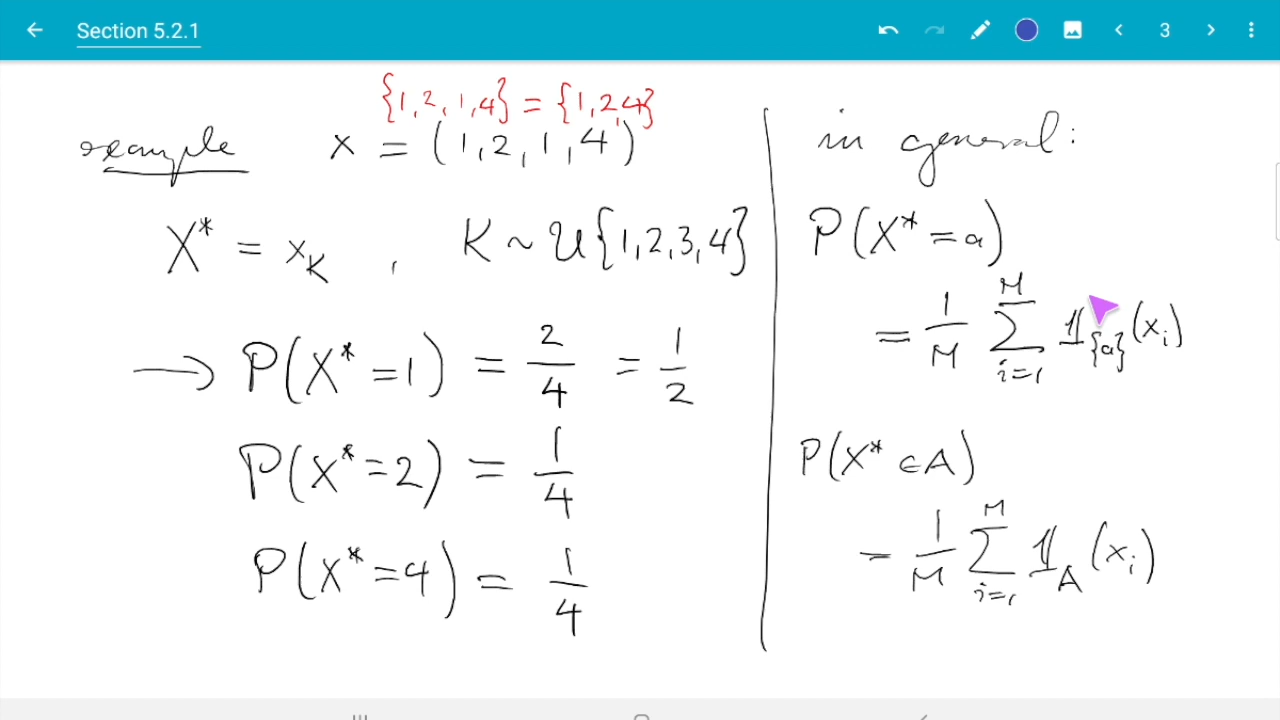 Section 5.2.1
3
{1,2,1,4} = {1,2,4}
example x = (1,2,1,4)
X* = x_K , K ~ U{1,2,3,4}
→ P(X* = 1) = 2/4 = 1/2
P(X* = 2) = 1/4
P(X* = 4) = 1/4
in general:
P(X* = a)
= 1/M ∑_{i=1}^{M} 𝟙_{{a}}(x_i)
P(X* ∈ A)
= 1/M ∑_{i=1}^{M} 𝟙_A(x_i)